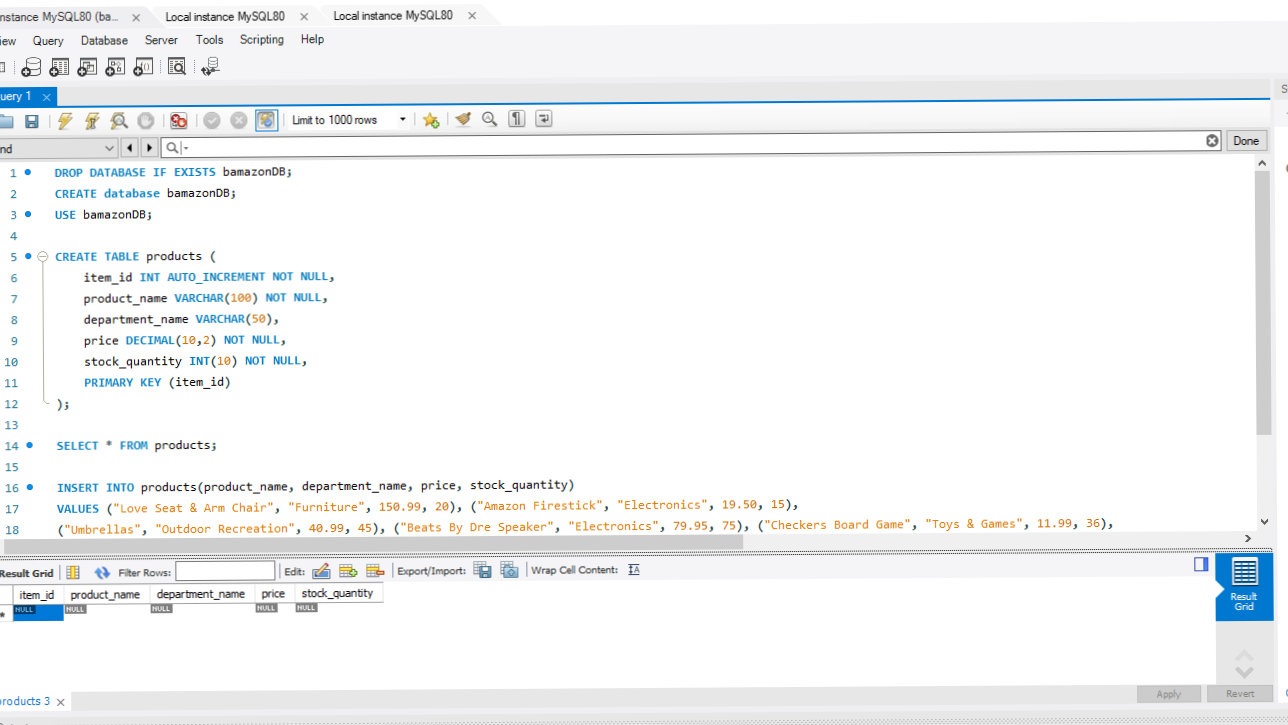 nstance MySQL80 (ba... Local instance MySQL80 Local instance MySQL80
iew Query Database Server Tools Scripting Help
uery 1
Limit to 1000 rows
nd Done
1 DROP DATABASE IF EXISTS bamazonDB;
2 CREATE database bamazonDB;
3 USE bamazonDB;
4
5 CREATE TABLE products (
6 item_id INT AUTO_INCREMENT NOT NULL,
7 product_name VARCHAR(100) NOT NULL,
8 department_name VARCHAR(50),
9 price DECIMAL(10,2) NOT NULL,
10 stock_quantity INT(10) NOT NULL,
11 PRIMARY KEY (item_id)
12 );
13
14 SELECT * FROM products;
15
16 INSERT INTO products(product_name, department_name, price, stock_quantity)
17 VALUES ("Love Seat & Arm Chair", "Furniture", 150.99, 20), ("Amazon Firestick", "Electronics", 19.50, 15),
18 ("Umbrellas", "Outdoor Recreation", 40.99, 45), ("Beats By Dre Speaker", "Electronics", 79.95, 75), ("Checkers Board Game", "Toys & Games", 11.99, 36),
Result Grid Filter Rows: Edit: Export/Import: Wrap Cell Content:
item_id product_name department_name price stock_quantity
* NULL NULL NULL NULL NULL
Result
Grid
products 3 Apply Revert